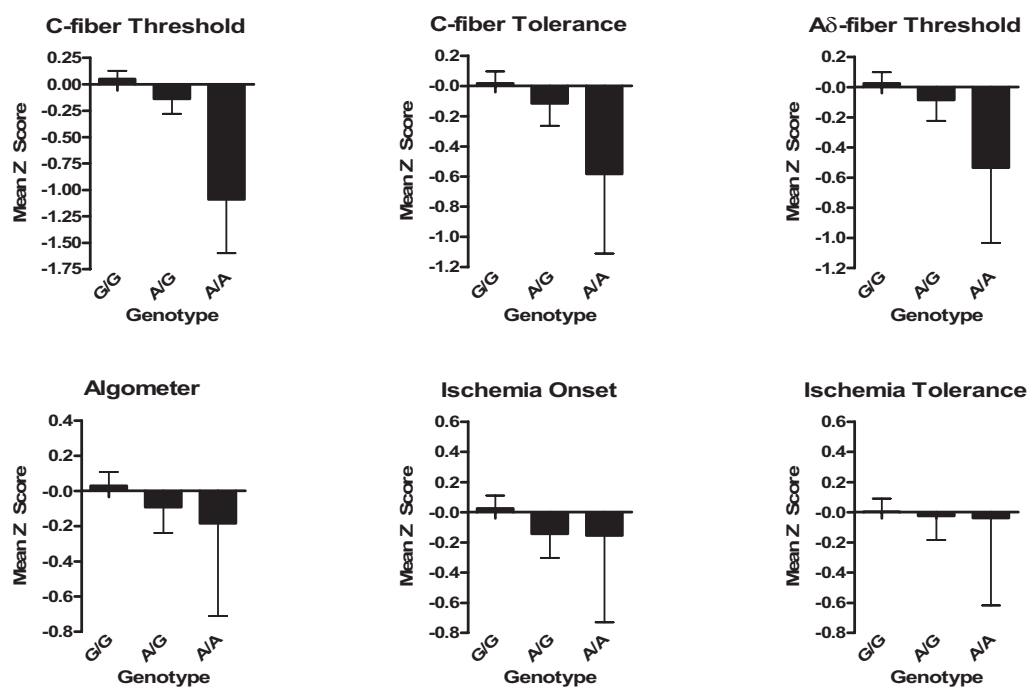 C-fiber Threshold
0.25
0.00
-0.25
-0.50
-0.75
-1.00
-1.25
-1.50
-1.75
Mean Z Score
G/G
A/G
A/A
Genotype
C-fiber Tolerance
0.2
-0.0
-0.2
-0.4
-0.6
-0.8
-1.0
-1.2
Mean Z Score
G/G
A/G
A/A
Genotype
Aδ-fiber Threshold
0.2
-0.0
-0.2
-0.4
-0.6
-0.8
-1.0
-1.2
Mean Z Score
G/G
A/G
A/A
Genotype
Algometer
0.4
0.2
-0.0
-0.2
-0.4
-0.6
-0.8
Mean Z Score
G/G
A/G
A/A
Genotype
Ischemia Onset
0.6
0.4
0.2
-0.0
-0.2
-0.4
-0.6
-0.8
Mean Z Score
G/G
A/G
A/A
Genotype
Ischemia Tolerance
0.6
0.4
0.2
-0.0
-0.2
-0.4
-0.6
-0.8
Mean Z Score
G/G
A/G
A/A
Genotype